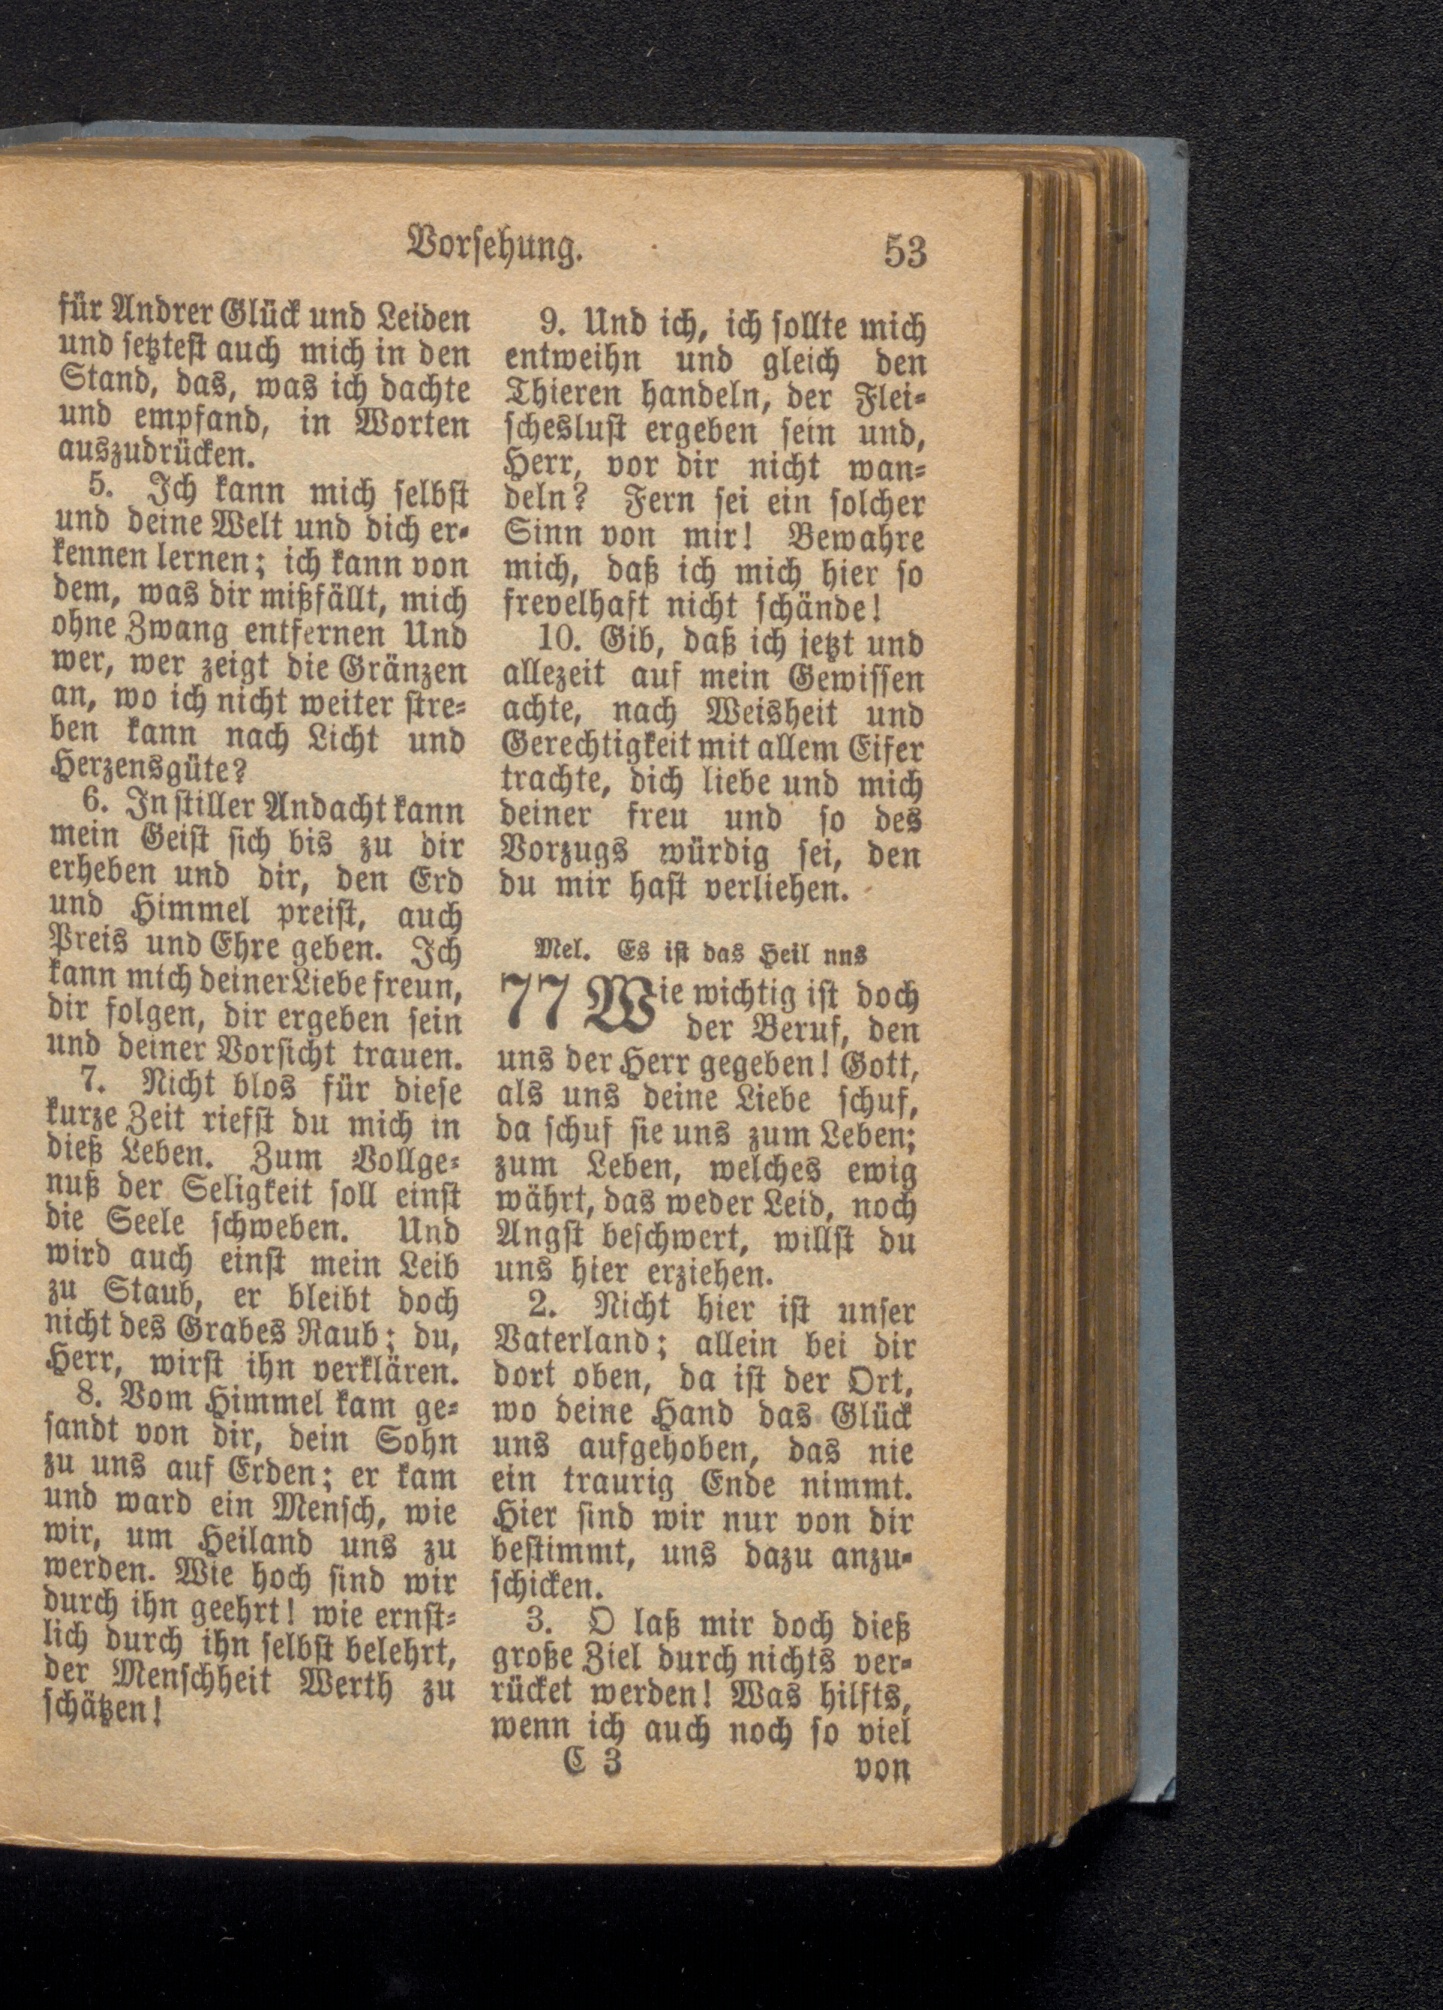 Vorsehung. 53
für Andrer Glück und Leiden
und setztest auch mich in den
Stand, das, was ich dachte
und empfand, in Worten
auszudrücken.
5. Ich kann mich selbst
und deine Welt und dich er-
kennen lernen; ich kann von
dem, was dir mißfällt, mich
ohne Zwang entfernen Und
wer, wer zeigt die Gränzen
an, wo ich nicht weiter stre-
ben kann nach Licht und
Herzensgüte?
6. In stiller Andacht kann
mein Geist sich bis zu dir
erheben und dir, den Erd
und Himmel preist, auch
Preis und Ehre geben. Ich
kann mich deiner Liebe freun,
dir folgen, dir ergeben sein
und deiner Vorsicht trauen.
7. Nicht blos für diese
kurze Zeit riefst du mich in
dieß Leben. Zum Vollge-
nuß der Seligkeit soll einst
die Seele schweben. Und
wird auch einst mein Leib
zu Staub, er bleibt doch
nicht des Grabes Raub; du,
Herr, wirst ihn verklären.
8. Vom Himmel kam ge-
sandt von dir, dein Sohn
zu uns auf Erden; er kam
und ward ein Mensch, wie
wir, um Heiland uns zu
werden. Wie hoch sind wir
durch ihn geehrt! wie ernst-
lich durch ihn selbst belehrt,
der Menschheit Werth zu
schätzen!
9. Und ich, ich sollte mich
entweihn und gleich den
Thieren handeln, der Flei-
scheslust ergeben sein und,
Herr, vor dir nicht wan-
deln? Fern sei ein solcher
Sinn von mir! Bewahre
mich, daß ich mich hier so
frevelhaft nicht schände!
10. Gib, daß ich jetzt und
allezeit auf mein Gewissen
achte, nach Weisheit und
Gerechtigkeit mit allem Eifer
trachte, dich liebe und mich
deiner freu und so des
Vorzugs würdig sei, den
du mir hast verliehen.
Mel. Es ist das Heil nns
77 Wie wichtig ist doch
der Beruf, den
uns der Herr gegeben! Gott,
als uns deine Liebe schuf,
da schuf sie uns zum Leben;
zum Leben, welches ewig
währt, das weder Leid, noch
Angst beschwert, willst du
uns hier erziehen.
2. Nicht hier ist unser
Vaterland; allein bei dir
dort oben, da ist der Ort,
wo deine Hand das Glück
uns aufgehoben, das nie
ein traurig Ende nimmt.
Hier sind wir nur von dir
bestimmt, uns dazu anzu-
schicken.
3. O laß mir doch dieß
große Ziel durch nichts ver-
rücket werden! Was hilfts,
wenn ich auch noch so viel
C 3 von